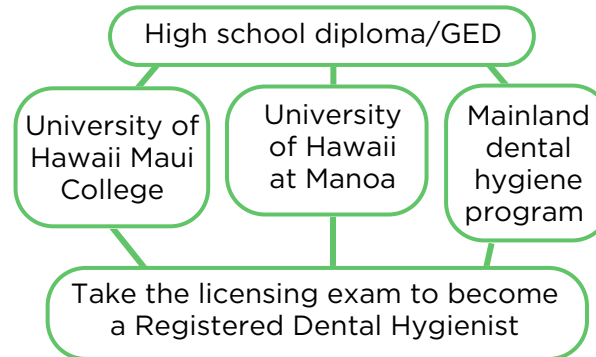 High school diploma/GED
University of
Hawaii Maui
College
University
of Hawaii
at Manoa
Mainland
dental
hygiene
program
Take the licensing exam to become
a Registered Dental Hygienist